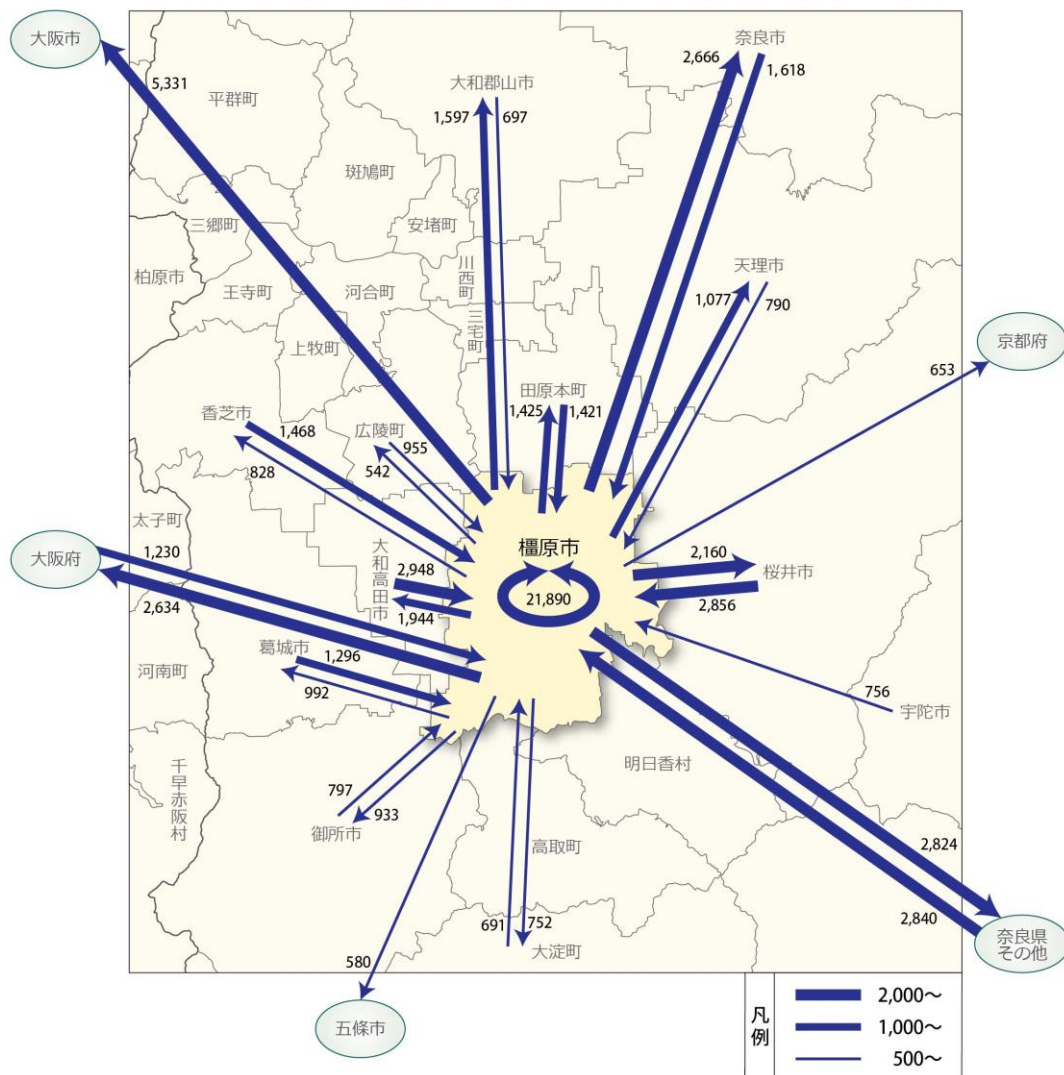 大阪市
5,331
平群町
大和郡山市
1,597
697
奈良市
2,666
1,618
斑鳩町
三郷町
安堵町
柏原市
王寺町
河合町
川西町
三宅町
上牧町
天理市
1,077
790
京都府
653
田原本町
1,425
1,421
香芝市
1,468
828
広陵町
955
542
太子町
大阪府
1,230
2,634
大和高田市
2,948
1,944
橿原市
21,890
2,160
桜井市
2,856
葛城市
1,296
992
河南町
756
宇陀市
明日香村
千早赤阪村
797
933
御所市
高取町
2,824
2,840
奈良県
その他
691
752
大淀町
580
五條市
凡例
2,000～
1,000～
500～